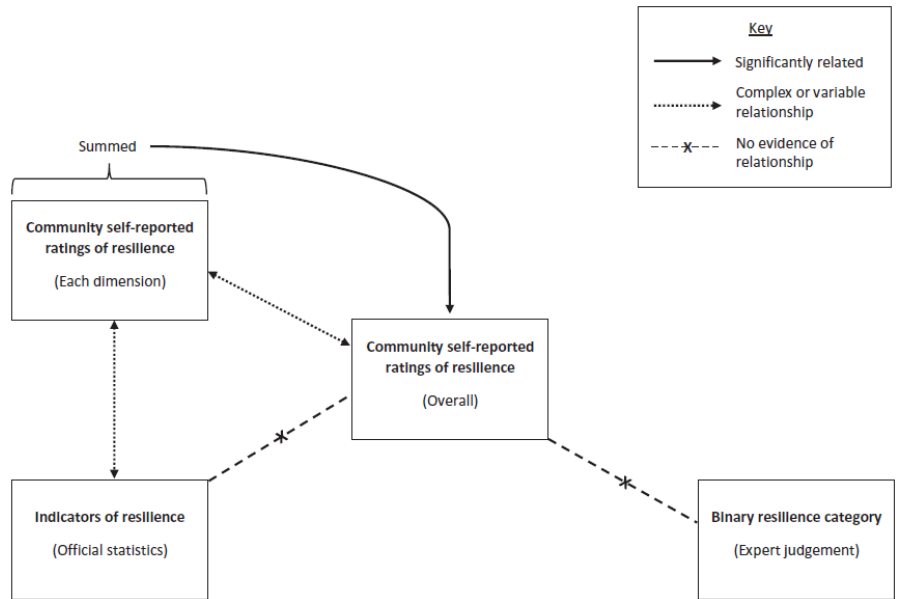 Key
Significantly related
Complex or variable
relationship
No evidence of
relationship
Summed
Community self-reported
ratings of resilience
(Each dimension)
Community self-reported
ratings of resilience
(Overall)
Indicators of resilience
(Official statistics)
Binary resilience category
(Expert judgement)